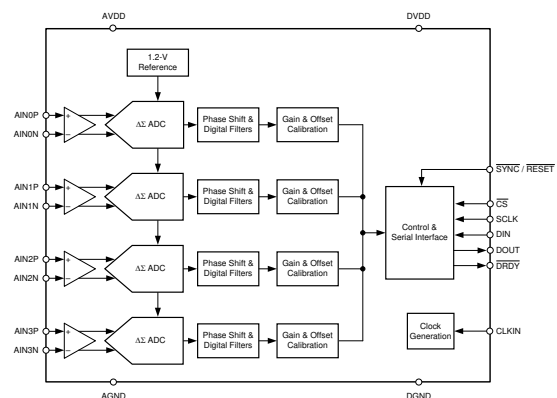 AVDD
DVDD
1.2-V
Reference
AIN0P
AIN0N
+
−
ΔΣ ADC
Phase Shift &
Digital Filters
Gain & Offset
Calibration
SYNC / RESET
AIN1P
AIN1N
+
−
ΔΣ ADC
Phase Shift &
Digital Filters
Gain & Offset
Calibration
Control &
Serial Interface
CS
SCLK
DIN
DOUT
DRDY
AIN2P
AIN2N
+
−
ΔΣ ADC
Phase Shift &
Digital Filters
Gain & Offset
Calibration
AIN3P
AIN3N
+
−
ΔΣ ADC
Phase Shift &
Digital Filters
Gain & Offset
Calibration
Clock
Generation
CLKIN
AGND
DGND